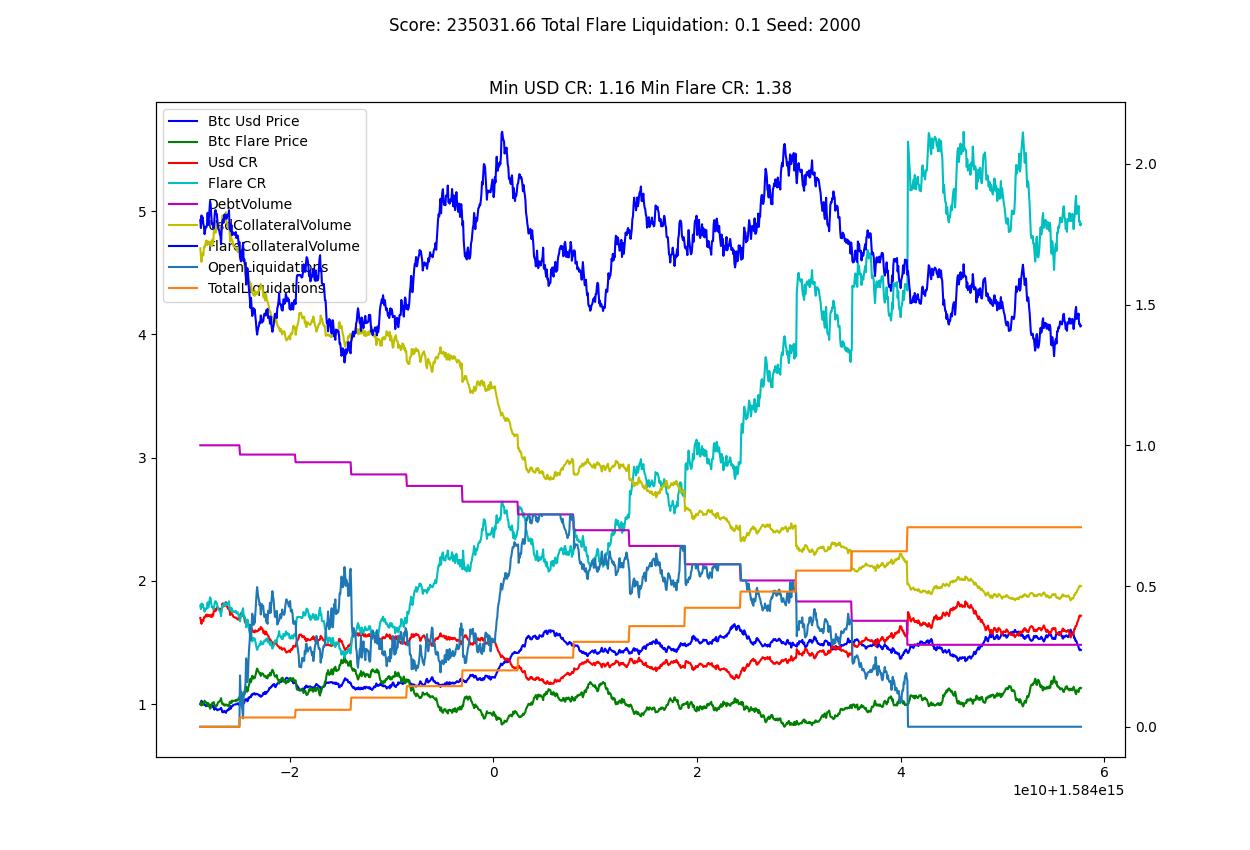 Score: 235031.66 Total Flare Liquidation: 0.1 Seed: 2000
Min USD CR: 1.16 Min Flare CR: 1.38
Btc Usd Price
Btc Flare Price
Usd CR
Flare CR
DebtVolume
UsdCollateralVolume
FlareCollateralVolume
OpenLiquidations
TotalLiquidations
5
4
3
2
1
2.0
1.5
1.0
0.5
0.0
−2
0
2
4
6
1e10+1.584e15